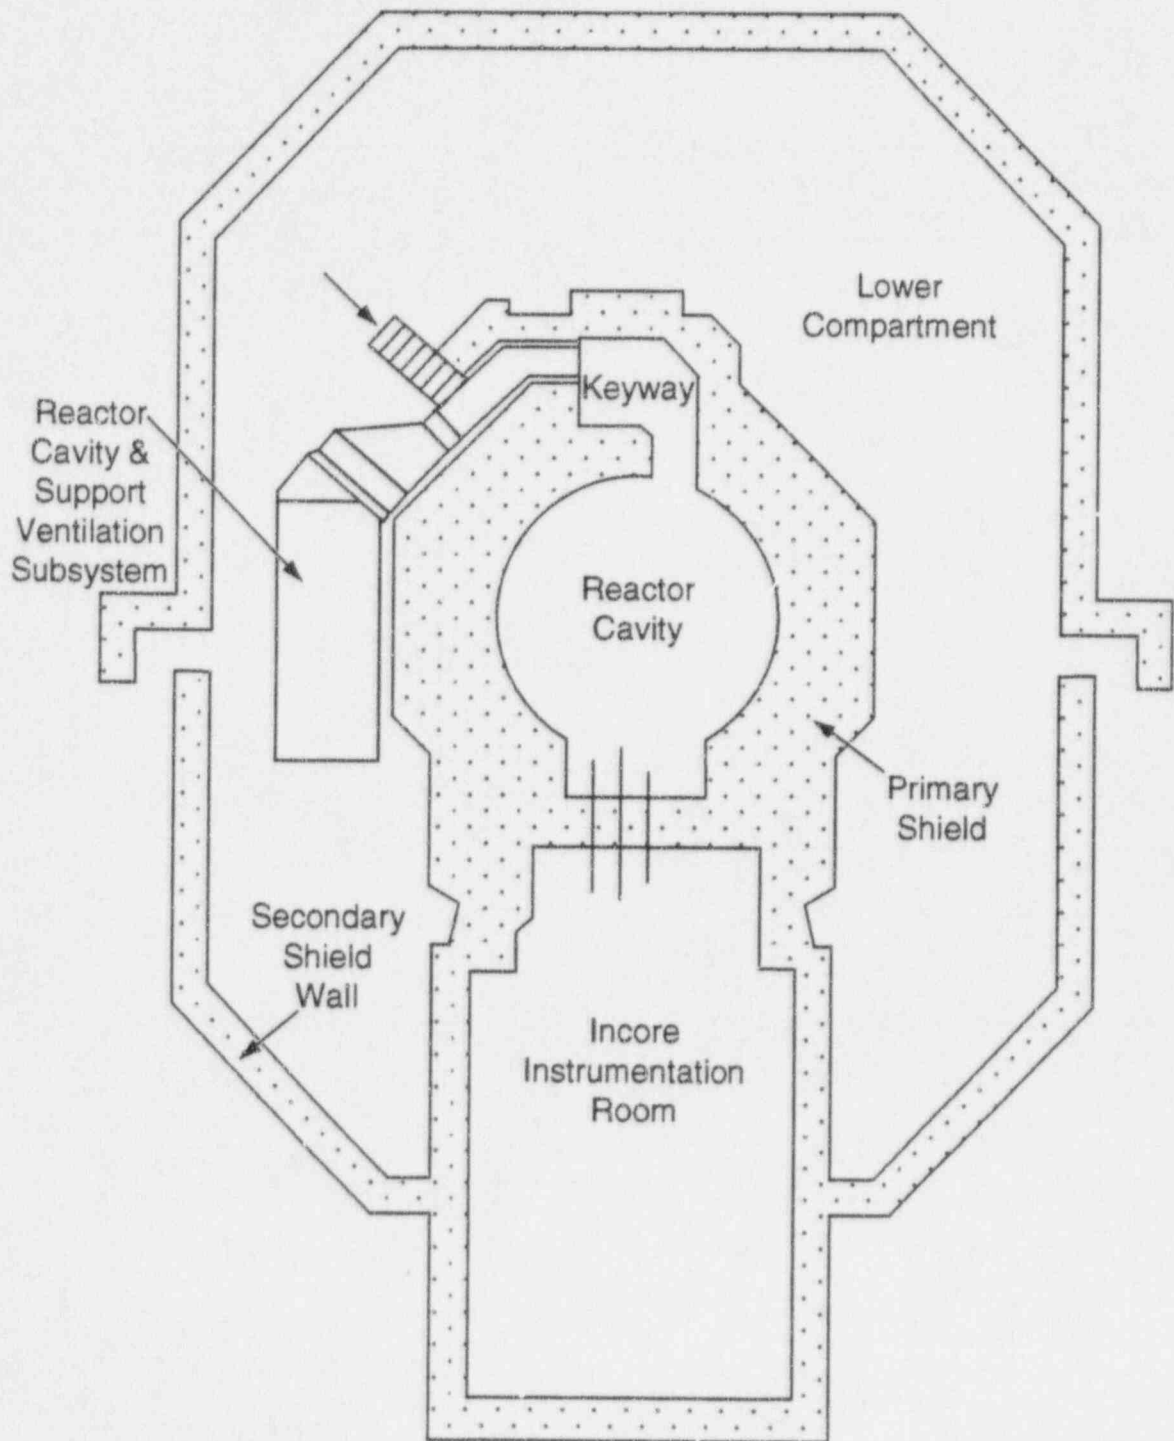 Lower
Compartment
Keyway
Reactor
Cavity &
Support
Ventilation
Subsystem
Reactor
Cavity
Primary
Shield
Secondary
Shield
Wall
Incore
Instrumentation
Room